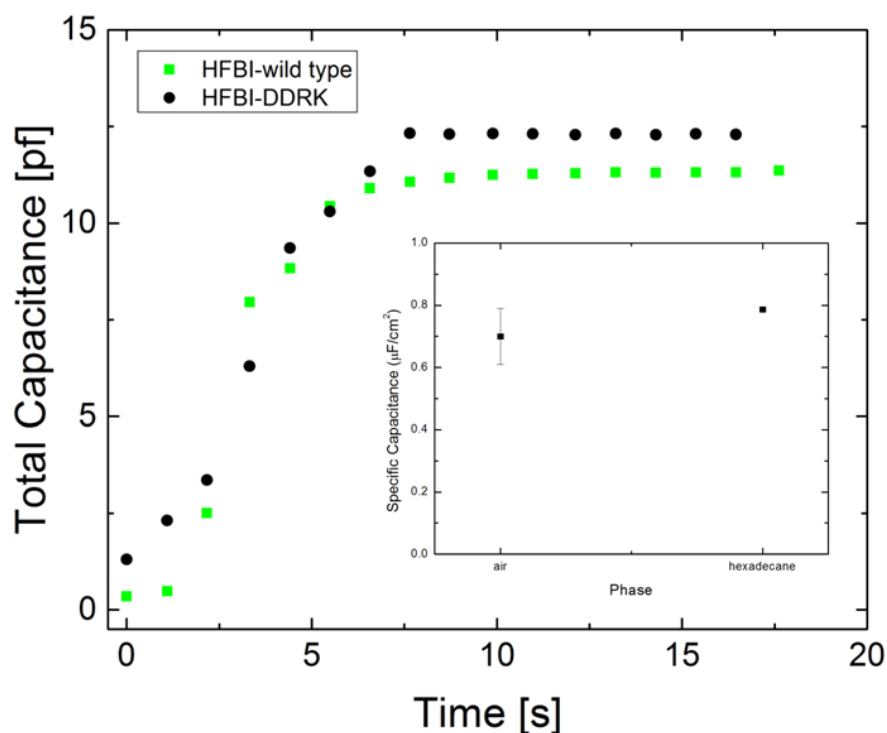 15
10
5
0
Total Capacitance [pf]
HFBI-wild type
HFBI-DDRK
1.0
0.8
0.6
0.4
0.2
0.0
Specific Capacitance (μF/cm²)
air
hexadecane
Phase
0
5
10
15
20
Time [s]